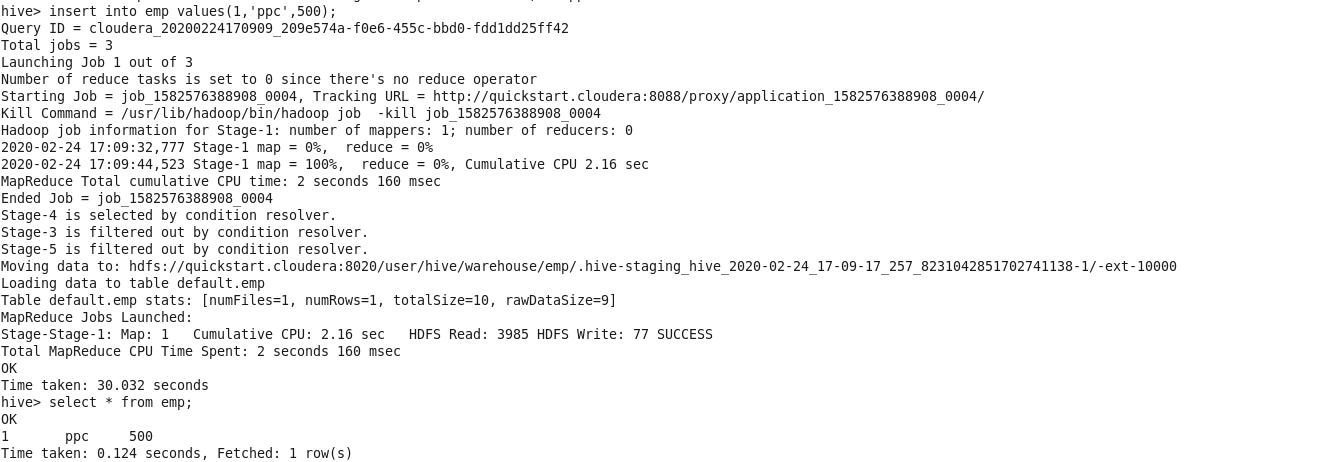 hive> insert into emp values(1,'ppc',500);
Query ID = cloudera_20200224170909_209e574a-f0e6-455c-bbd0-fdd1dd25ff42
Total jobs = 3
Launching Job 1 out of 3
Number of reduce tasks is set to 0 since there's no reduce operator
Starting Job = job_1582576388908_0004, Tracking URL = http://quickstart.cloudera:8088/proxy/application_1582576388908_0004/
Kill Command = /usr/lib/hadoop/bin/hadoop job  -kill job_1582576388908_0004
Hadoop job information for Stage-1: number of mappers: 1; number of reducers: 0
2020-02-24 17:09:32,777 Stage-1 map = 0%,  reduce = 0%
2020-02-24 17:09:44,523 Stage-1 map = 100%,  reduce = 0%, Cumulative CPU 2.16 sec
MapReduce Total cumulative CPU time: 2 seconds 160 msec
Ended Job = job_1582576388908_0004
Stage-4 is selected by condition resolver.
Stage-3 is filtered out by condition resolver.
Stage-5 is filtered out by condition resolver.
Moving data to: hdfs://quickstart.cloudera:8020/user/hive/warehouse/emp/.hive-staging_hive_2020-02-24_17-09-17_257_8231042851702741138-1/-ext-10000
Loading data to table default.emp
Table default.emp stats: [numFiles=1, numRows=1, totalSize=10, rawDataSize=9]
MapReduce Jobs Launched:
Stage-Stage-1: Map: 1   Cumulative CPU: 2.16 sec   HDFS Read: 3985 HDFS Write: 77 SUCCESS
Total MapReduce CPU Time Spent: 2 seconds 160 msec
OK
Time taken: 30.032 seconds
hive> select * from emp;
OK
1       ppc     500
Time taken: 0.124 seconds, Fetched: 1 row(s)